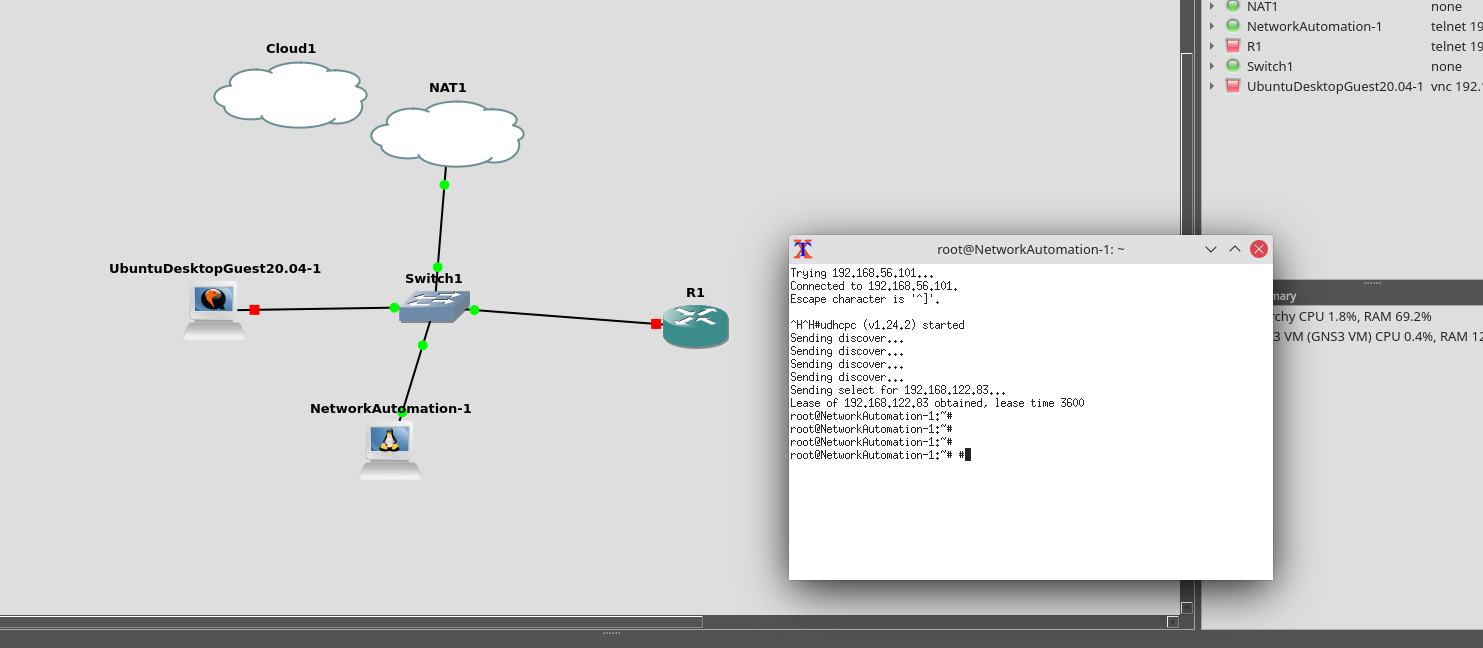 Cloud1
NAT1
UbuntuDesktopGuest20.04-1
Switch1
R1
NetworkAutomation-1
NAT1 none
NetworkAutomation-1 telnet 19
R1 telnet 19
Switch1 none
UbuntuDesktopGuest20.04-1 vnc 192.
root@NetworkAutomation-1: ~
Trying 192.168.56.101...
Connected to 192.168.56.101.
Escape character is '^]'.
^H^H#udhcpc (v1.24.2) started
Sending discover...
Sending discover...
Sending discover...
Sending discover...
Sending select for 192.168.122.83...
Lease of 192.168.122.83 obtained, lease time 3600
root@NetworkAutomation-1:~#
root@NetworkAutomation-1:~#
root@NetworkAutomation-1:~#
root@NetworkAutomation-1:~# #
mary
rchy CPU 1.8%, RAM 69.2%
3 VM (GNS3 VM) CPU 0.4%, RAM 12